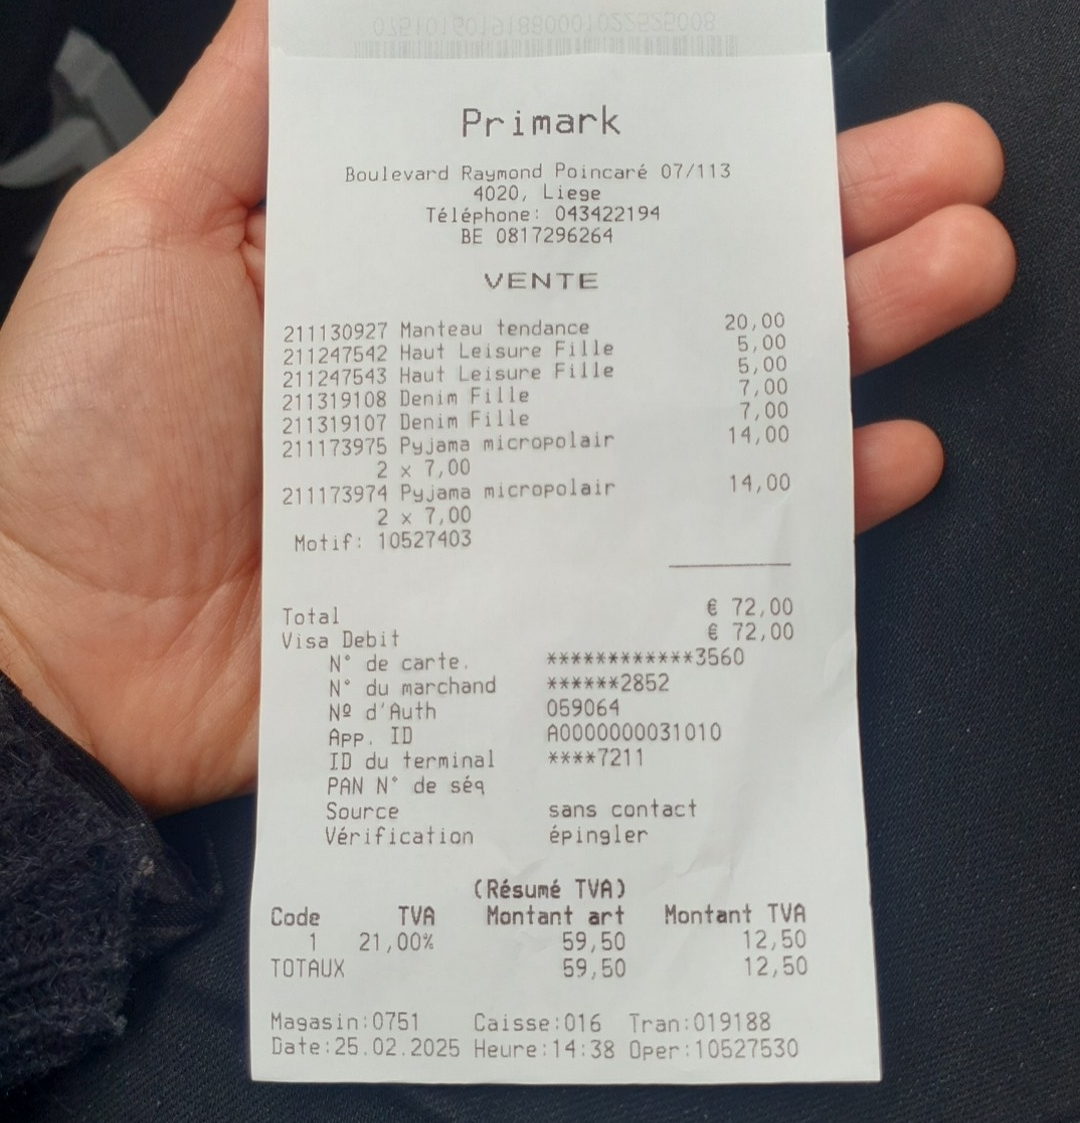 Primark
Boulevard Raymond Poincaré 07/113
4020, Liege
Téléphone: 043422194
BE 0817296264
VENTE
211130927 Manteau tendance 20,00
211247542 Haut Leisure Fille 5,00
211247543 Haut Leisure Fille 5,00
211319108 Denim Fille 7,00
211319107 Denim Fille 7,00
211173975 Pyjama micropolair 14,00
2 x 7,00
211173974 Pyjama micropolair 14,00
2 x 7,00
Motif: 10527403
Total € 72,00
Visa Debit € 72,00
N° de carte. ************3560
N° du marchand ******2852
Nº d'Auth 059064
App. ID A0000000031010
ID du terminal ****7211
PAN N° de séq
Source sans contact
Vérification épingler
(Résumé TVA)
Code TVA Montant art Montant TVA
1 21,00% 59,50 12,50
TOTAUX 59,50 12,50
Magasin:0751 Caisse:016 Tran:019188
Date:25.02.2025 Heure:14:38 Oper:10527530